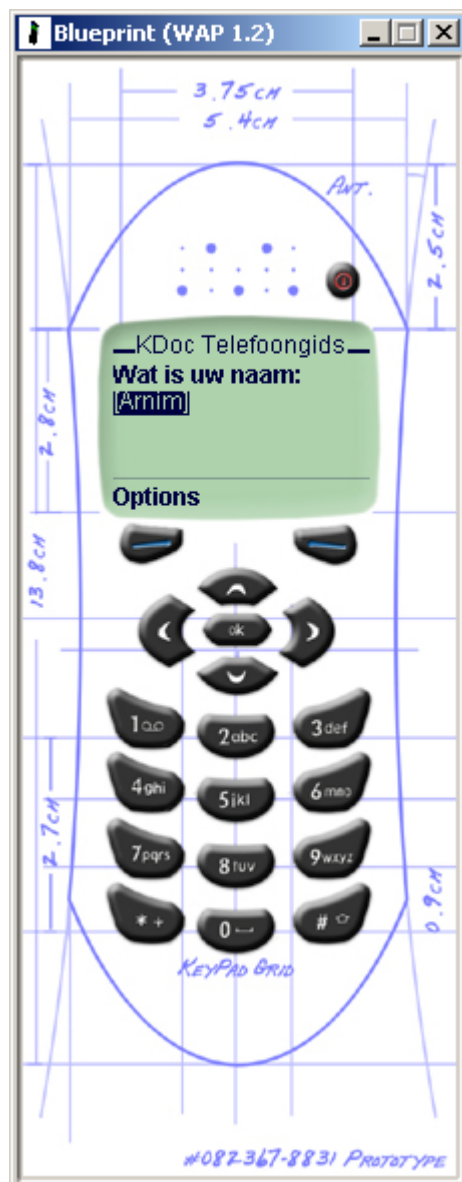 Blueprint (WAP 1.2)
3.75cm
5.4cm
Ant.
2.5cm
KDoc Telefoongids
Wat is uw naam:
[Arnim]
2.8cm
Options
13.8cm
ok
1
2abc
3def
4ghi
5jkl
6mno
2.7cm
7pqrs
8tuv
9wxyz
0.9cm
* +
0
#
KeyPad Grid
#082367-8831 Prototype